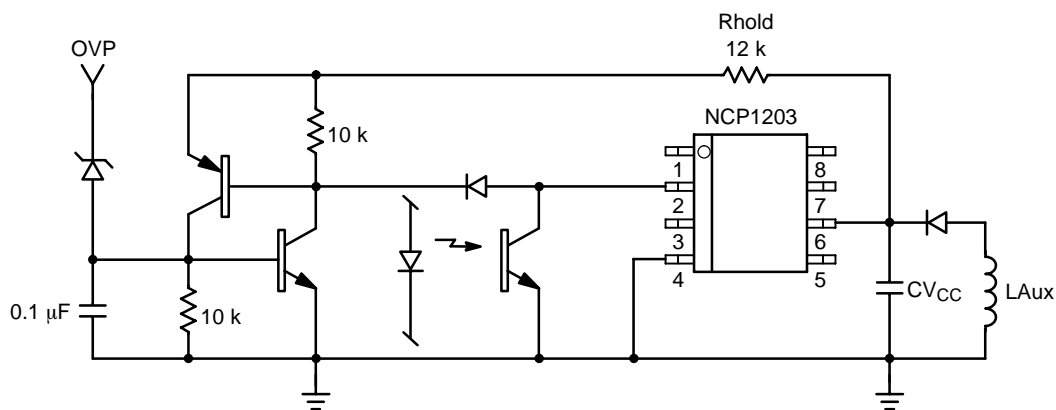 Rhold
12 k
OVP
NCP1203
10 k
1
8
2
7
3
6
4
5
0.1 μF
10 k
CVCC
LAux